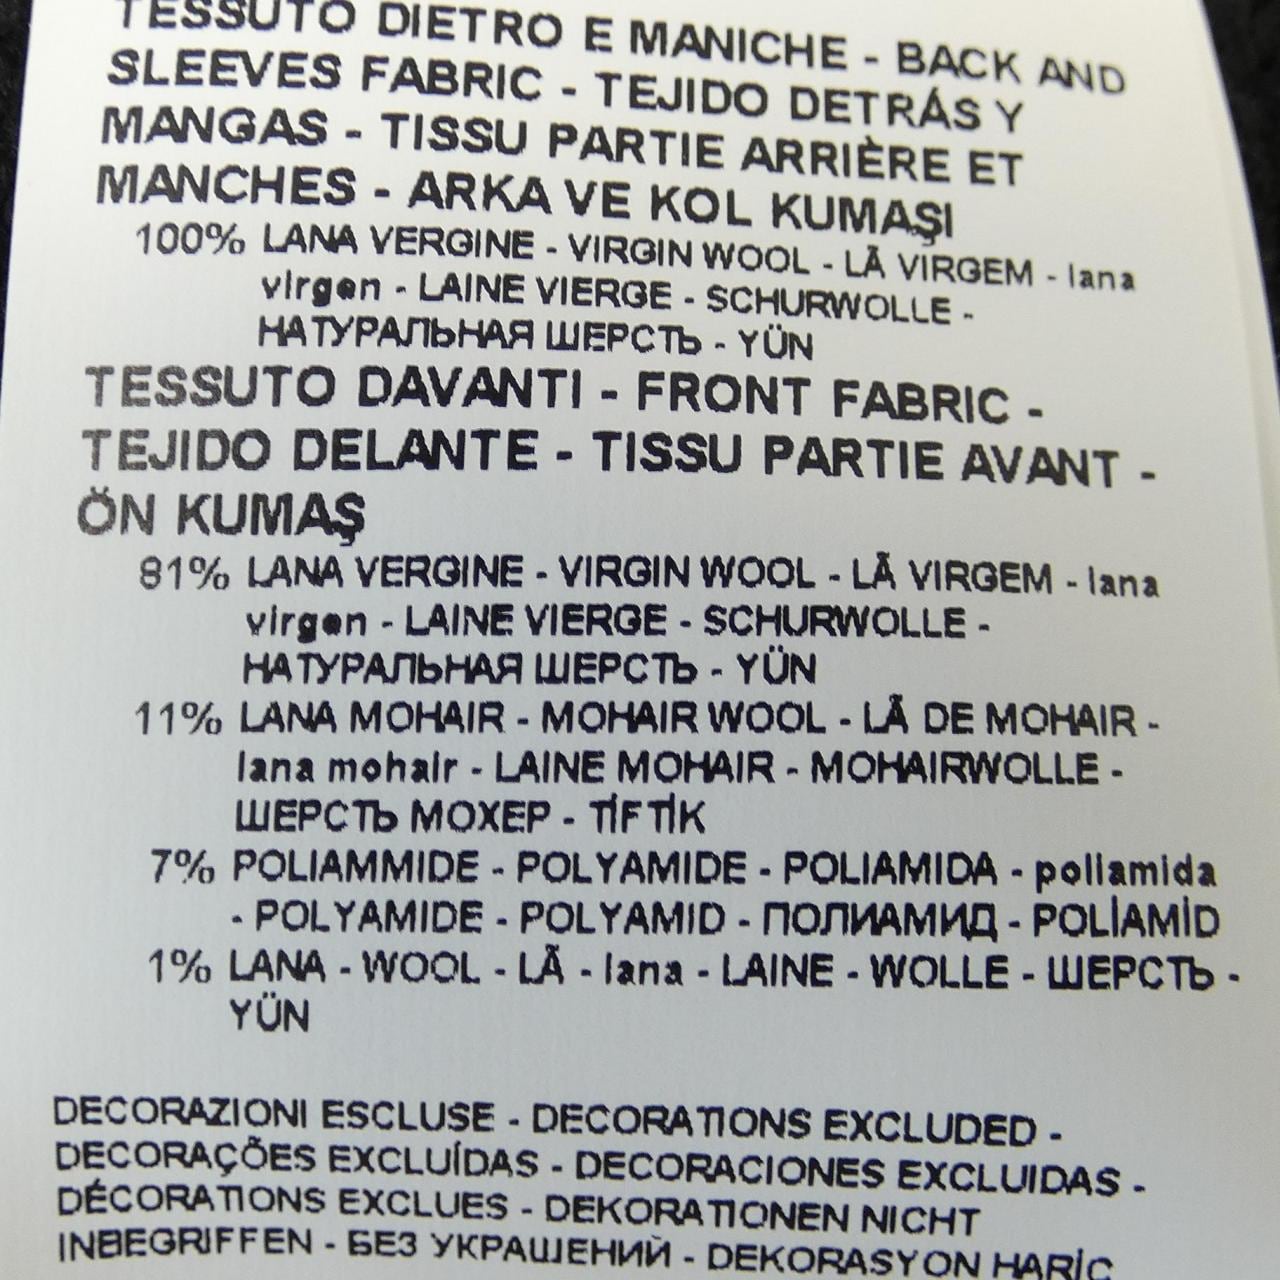 TESSUTO DIETRO E MANICHE - BACK AND
SLEEVES FABRIC - TEJIDO DETRÁS Y
MANGAS - TISSU PARTIE ARRIÈRE ET
MANCHES - ARKA VE KOL KUMAŞI
100% LANA VERGINE - VIRGIN WOOL - LÃ VIRGEM - lana
virgen - LAINE VIERGE - SCHURWOLLE -
НАТУРАЛЬНАЯ ШЕРСТЬ - YÜN
TESSUTO DAVANTI - FRONT FABRIC -
TEJIDO DELANTE - TISSU PARTIE AVANT -
ÖN KUMAŞ
81% LANA VERGINE - VIRGIN WOOL - LÃ VIRGEM - lana
virgen - LAINE VIERGE - SCHURWOLLE -
НАТУРАЛЬНАЯ ШЕРСТЬ - YÜN
11% LANA MOHAIR - MOHAIR WOOL - LÃ DE MOHAIR -
lana mohair - LAINE MOHAIR - MOHAIRWOLLE -
ШЕРСТЬ МОХЕР - TİFTİK
7% POLIAMMIDE - POLYAMIDE - POLIAMIDA - poliamida
- POLYAMIDE - POLYAMID - ПОЛИАМИД - POLİAMİD
1% LANA - WOOL - LÃ - lana - LAINE - WOLLE - ШЕРСТЬ -
YÜN
DECORAZIONI ESCLUSE - DECORATIONS EXCLUDED -
DECORAÇÕES EXCLUÍDAS - DECORACIONES EXCLUIDAS -
DÉCORATIONS EXCLUES - DEKORATIONEN NICHT
INBEGRIFFEN - БЕЗ УКРАШЕНИЙ - DEKORASYON HARİÇ